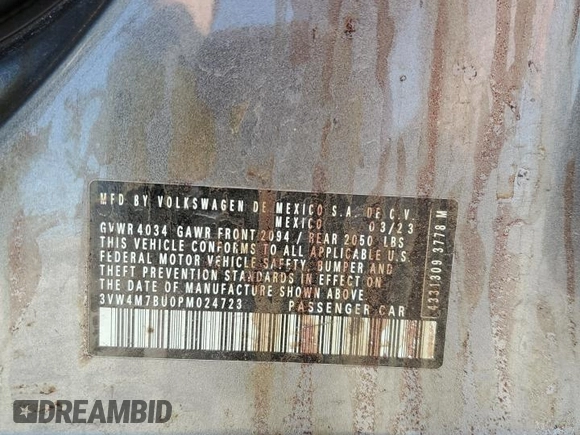 MFD BY VOLKSWAGEN DE MEXICO S.A. DE C.V.
MEXICO 03/23
GVWR 4034 GAWR FRONT 2094 / REAR 2050 LBS
THIS VEHICLE CONFORMS TO ALL APPLICABLE U.S.
FEDERAL MOTOR VEHICLE SAFETY, BUMPER AND
THEFT PREVENTION STANDARDS IN EFFECT ON
THE DATE OF MANUFACTURE SHOWN ABOVE
3VW4M7BU0PM024723 PASSENGER CAR
4331309 3778 M
DREAMBID